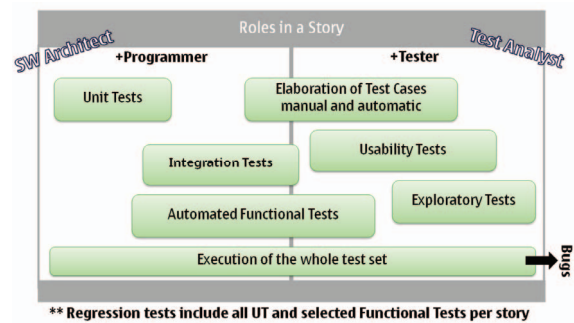 Roles in a Story
SW Architect
+Programmer
+Tester
Test Analyst
Unit Tests
Elaboration of Test Cases
manual and automatic
Usability Tests
Integration Tests
Exploratory Tests
Automated Functional Tests
Execution of the whole test set
Bugs
** Regression tests include all UT and selected Functional Tests per story